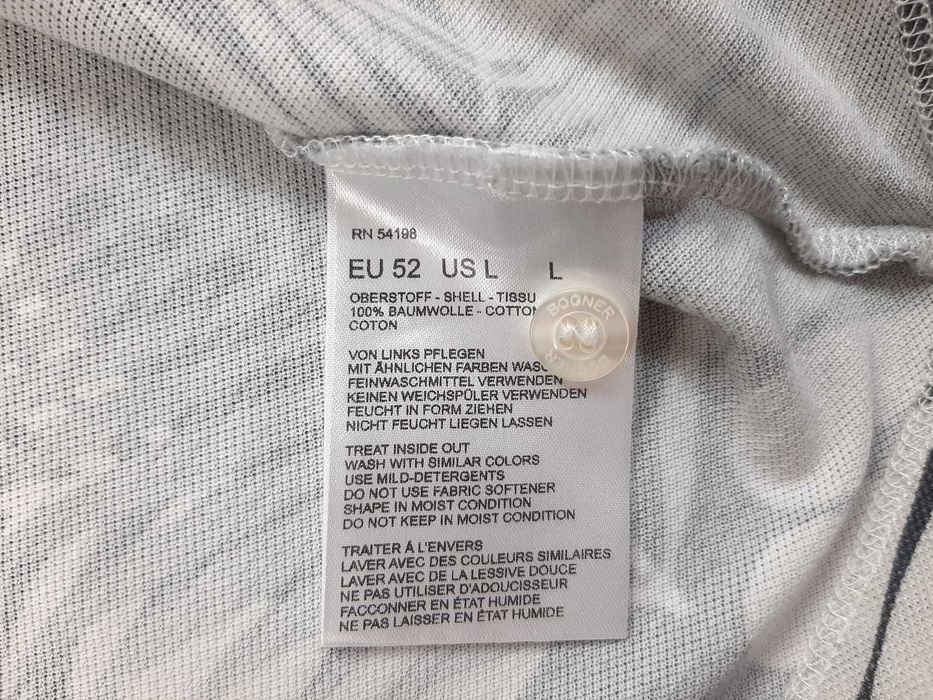 RN 54198
EU 52 US L L
OBERSTOFF - SHELL - TISSU
100% BAUMWOLLE - COTTON
COTON
BOGNER
BOGNER
VON LINKS PFLEGEN
MIT ÄHNLICHEN FARBEN WASC
FEINWASCHMITTEL VERWENDEN
KEINEN WEICHSPÜLER VERWENDEN
FEUCHT IN FORM ZIEHEN
NICHT FEUCHT LIEGEN LASSEN
TREAT INSIDE OUT
WASH WITH SIMILAR COLORS
USE MILD-DETERGENTS
DO NOT USE FABRIC SOFTENER
SHAPE IN MOIST CONDITION
DO NOT KEEP IN MOIST CONDITION
TRAITER Á L'ENVERS
LAVER AVEC DES COULEURS SIMILAIRES
LAVER AVEC DE LA LESSIVE DOUCE
NE PAS UTILISER D'ADOUCISSEUR
FACCONNER EN ÉTAT HUMIDE
NE PAS LAISSER EN ÉTAT HUMIDE